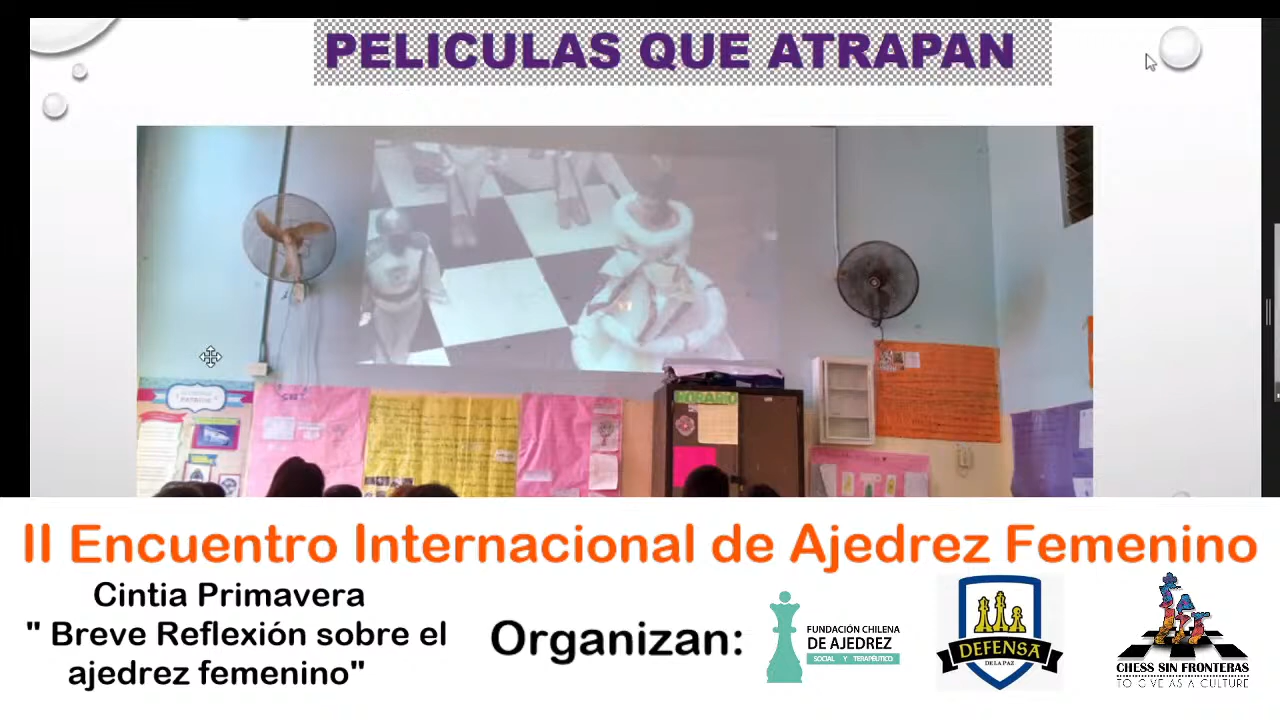 PELICULAS QUE ATRAPAN
HORARIO
II Encuentro Internacional de Ajedrez Femenino
Cintia Primavera
" Breve Reflexión sobre el
ajedrez femenino"
Organizan:
FUNDACIÓN CHILENA
DE AJEDREZ
SOCIAL Y TERAPÉUTICO
DEFENSA
DE LA PAZ
CHESS SIN FRONTERAS
TO GIVE AS A CULTURE